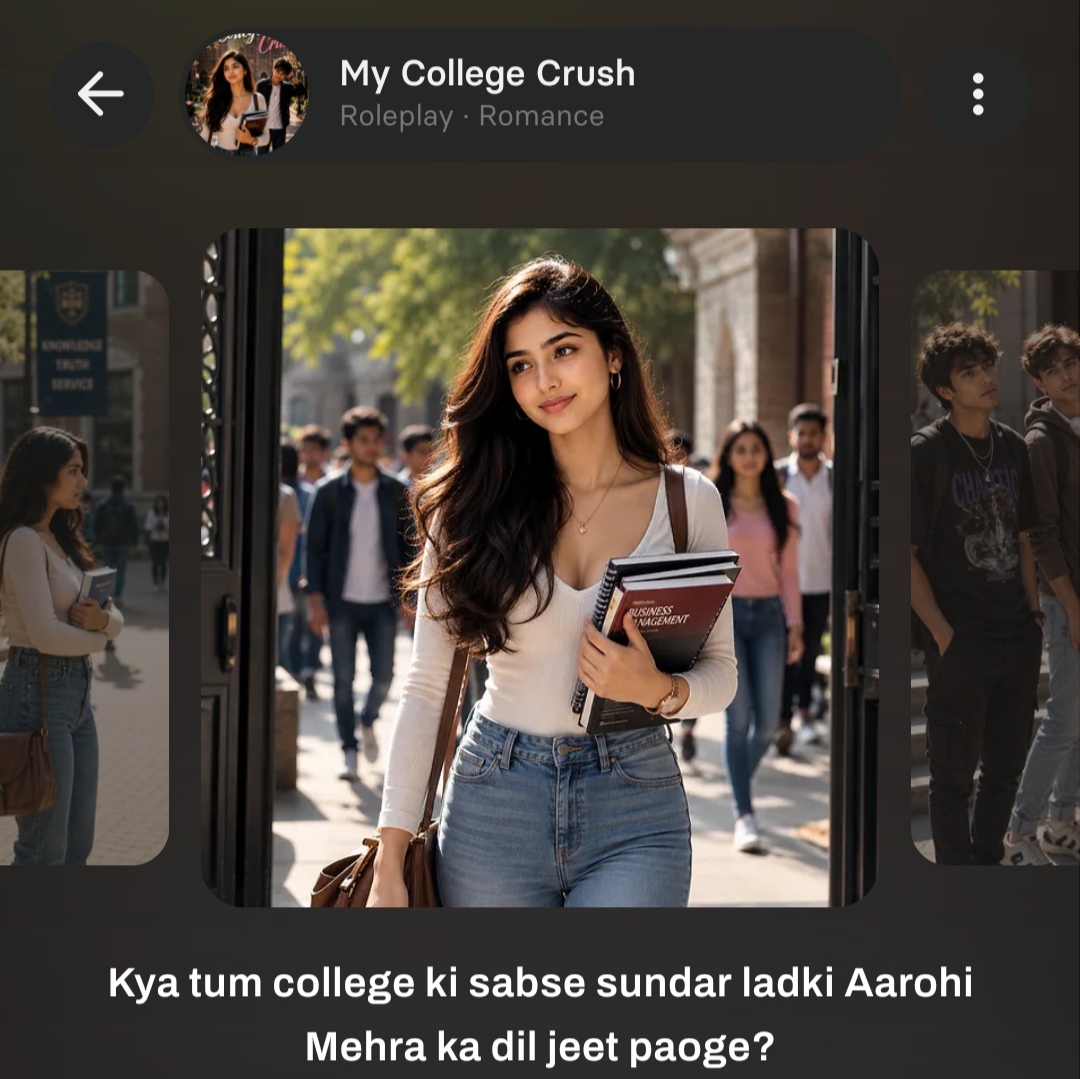 My College Crush
Roleplay · Romance
KNOWLEDGE
TRUTH
SERVICE
BUSINESS
MANAGEMENT
Kya tum college ki sabse sundar ladki Aarohi
Mehra ka dil jeet paoge?